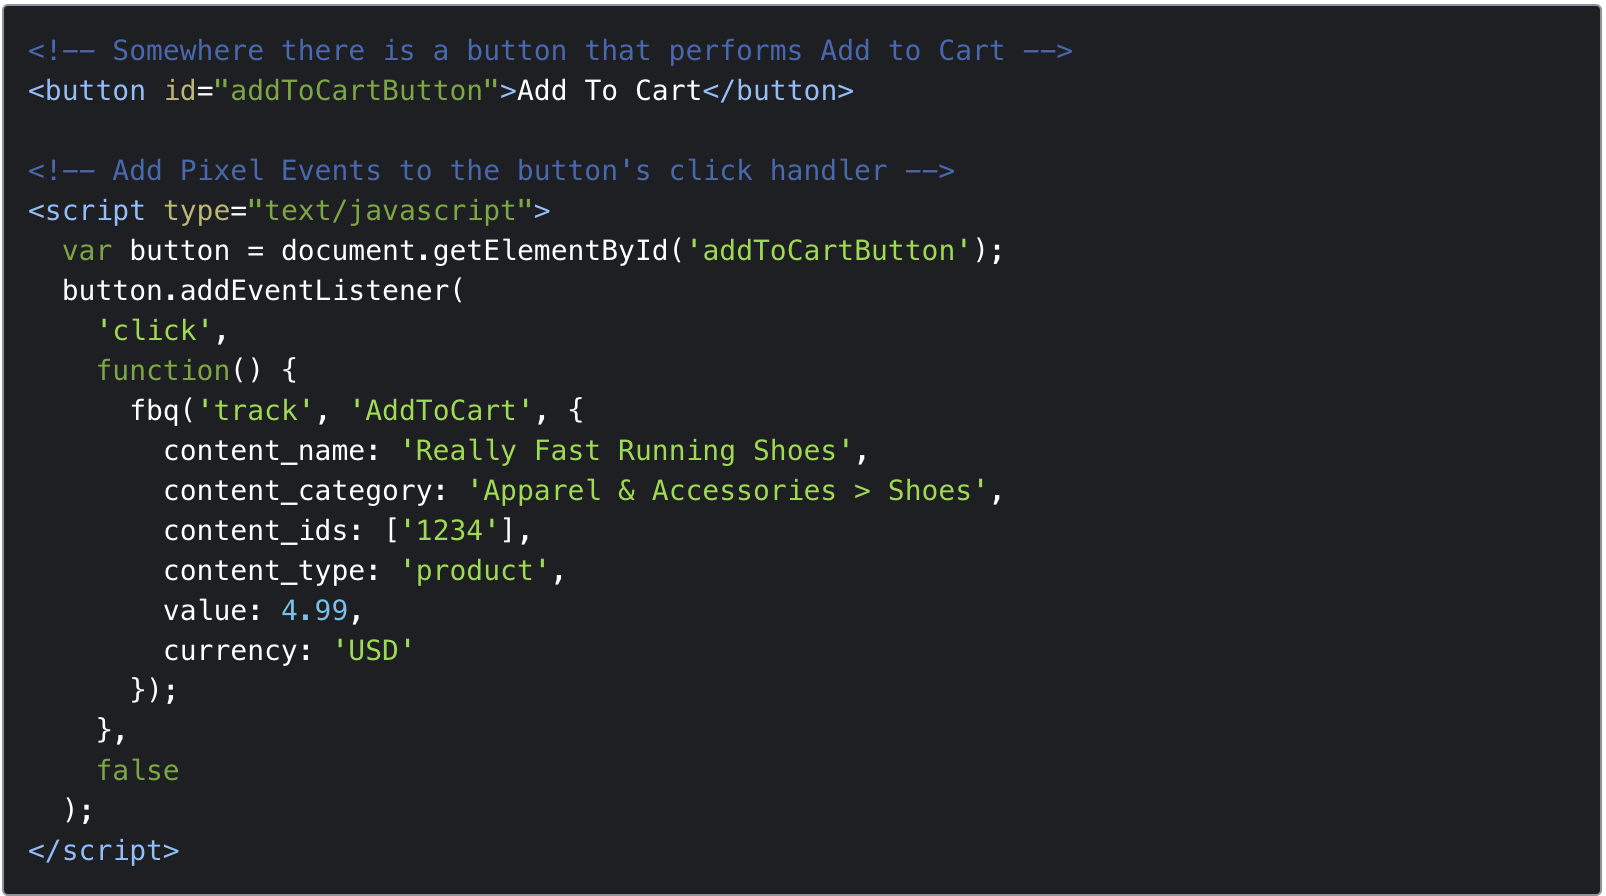 <!-- Somewhere there is a button that performs Add to Cart -->
<button id="addToCartButton">Add To Cart</button>

<!-- Add Pixel Events to the button's click handler -->
<script type="text/javascript">
  var button = document.getElementById('addToCartButton');
  button.addEventListener(
    'click',
    function() {
      fbq('track', 'AddToCart', {
        content_name: 'Really Fast Running Shoes',
        content_category: 'Apparel & Accessories > Shoes',
        content_ids: ['1234'],
        content_type: 'product',
        value: 4.99,
        currency: 'USD'
      });
    },
    false
  );
</script>